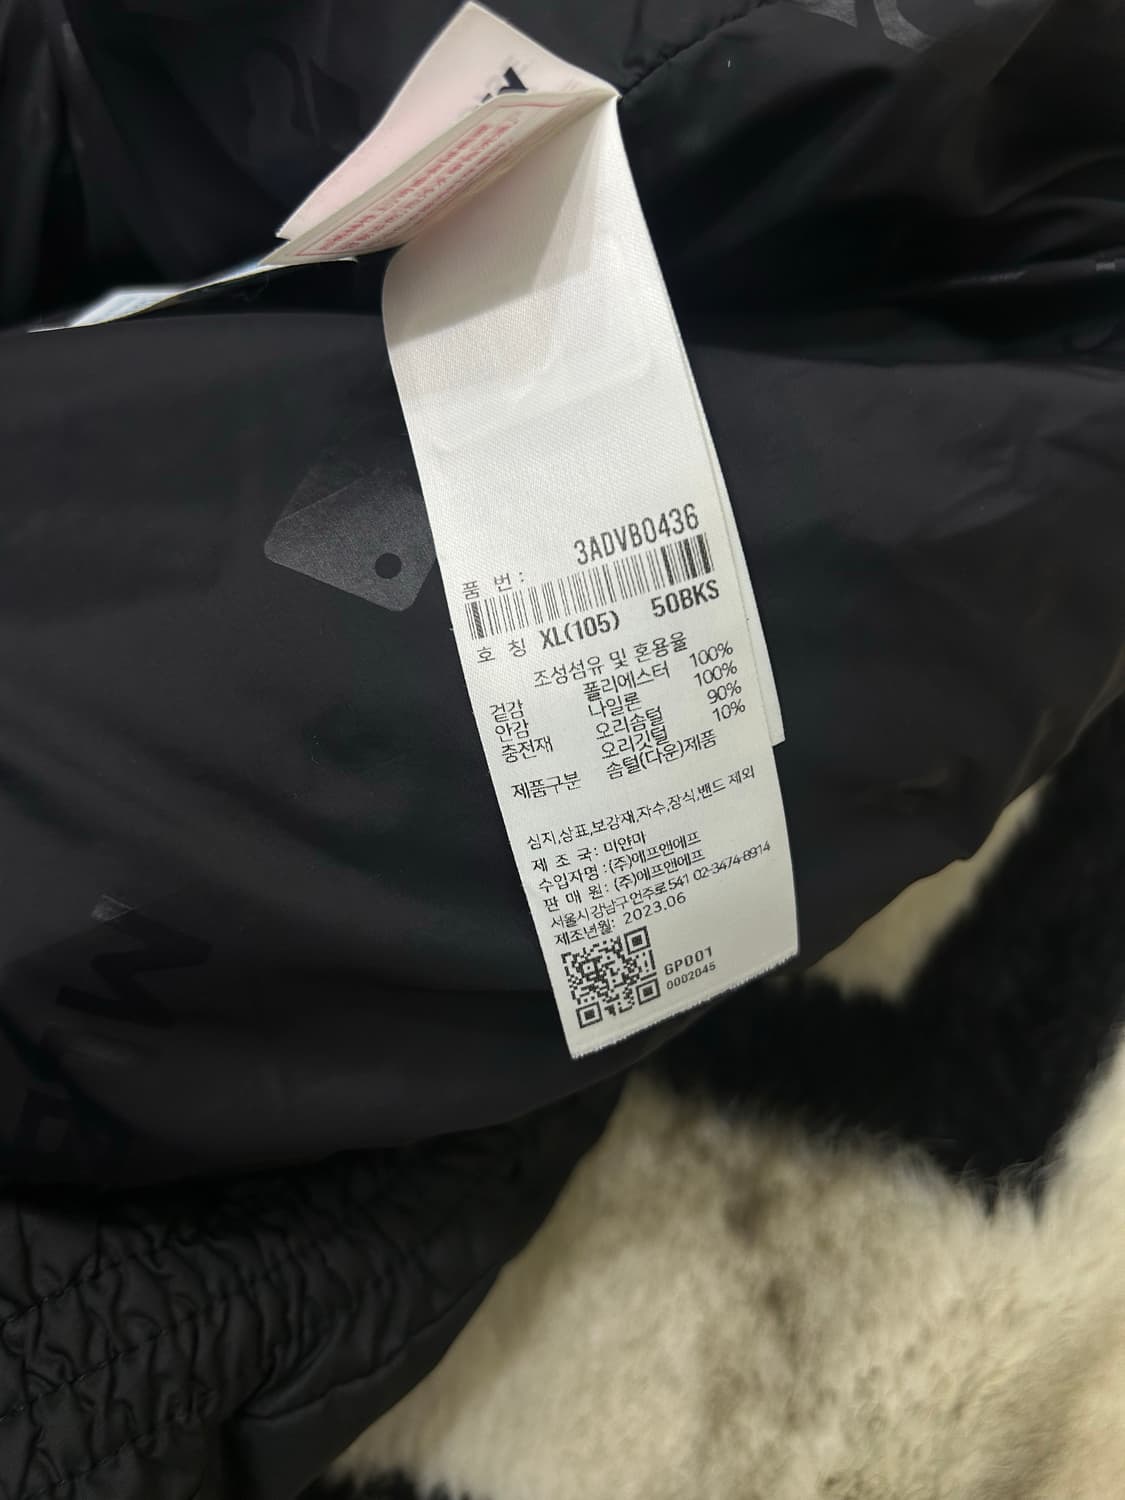 품 번: 3ADVB0436
호 칭 XL(105) 50BKS
조성섬유 및 혼용율
겉감 폴리에스터 100%
안감 나일론 100%
충전재 오리솜털 90%
오리깃털 10%
제품구분 솜털(다운)제품
심지,상표,보강재,자수,장식,밴드 제외
제 조 국: 미얀마
수입자명 :(주)에프앤에프
판 매 원: (주)에프앤에프
서울시 강남구 언주로 541 02-3474-8914
제조년월: 2023.06
GP001
0002045